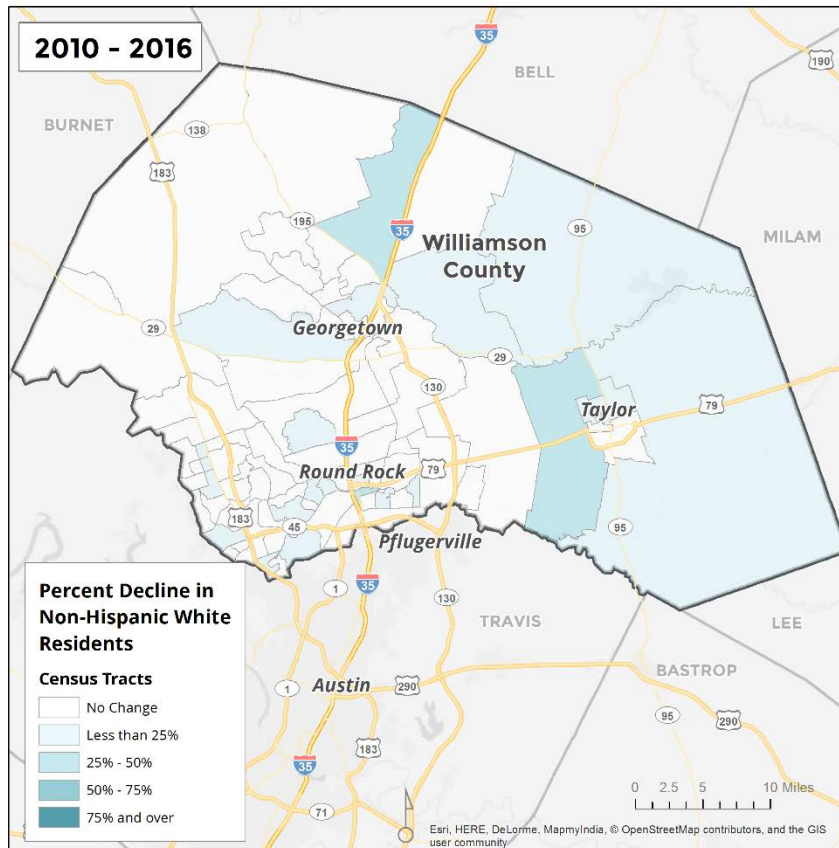 2010 - 2016
35
BELL
190
BURNET
138
183
195
35
95
Williamson
County
MILAM
29
Georgetown
29
130
79
Taylor
35
Round Rock
79
183
45
95
Pflugerville
1
35
130
TRAVIS
LEE
BASTROP
Percent Decline in
Non-Hispanic White
Residents
Census Tracts
No Change
Less than 25%
25% - 50%
50% - 75%
75% and over
1
Austin
290
183
95
290
35
71
0 2.5 5 10 Miles
Esri, HERE, DeLorme, MapmyIndia, © OpenStreetMap contributors, and the GIS
user community